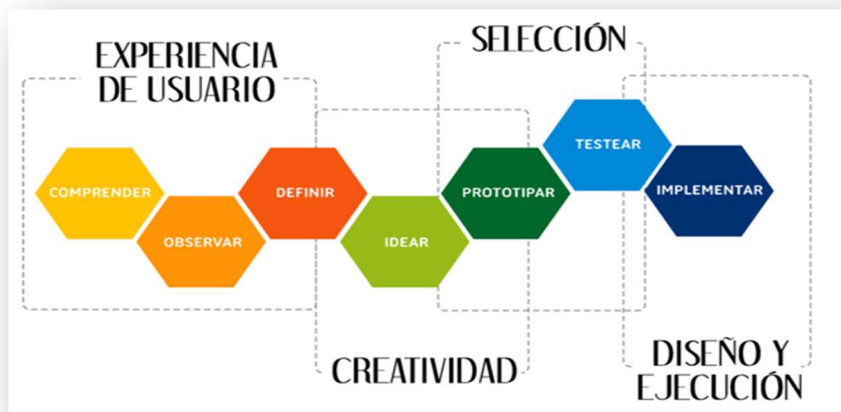 EXPERIENCIA
DE USUARIO
SELECCIÓN
COMPRENDER
OBSERVAR
DEFINIR
IDEAR
PROTOTIPAR
TESTEAR
IMPLEMENTAR
CREATIVIDAD
DISEÑO Y
EJECUCIÓN